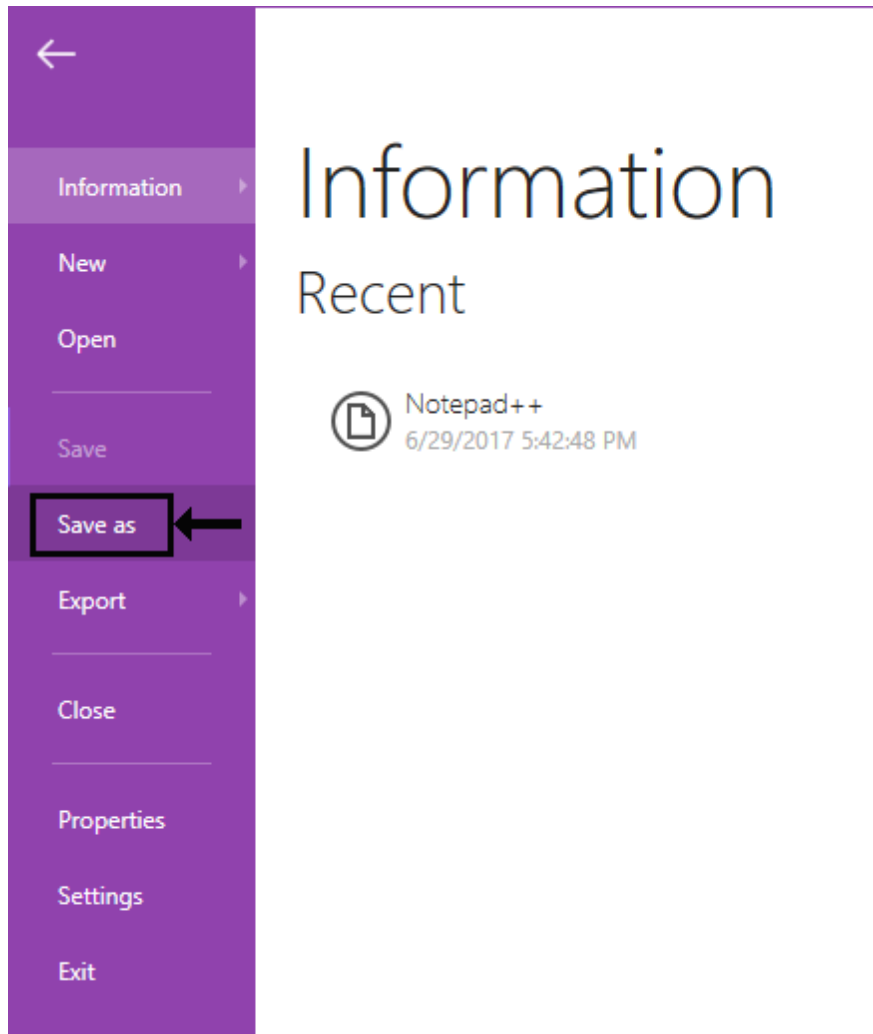 Information
New
Open
Save
Save as
Export
Close
Properties
Settings
Exit
Information
Recent
Notepad++
6/29/2017 5:42:48 PM